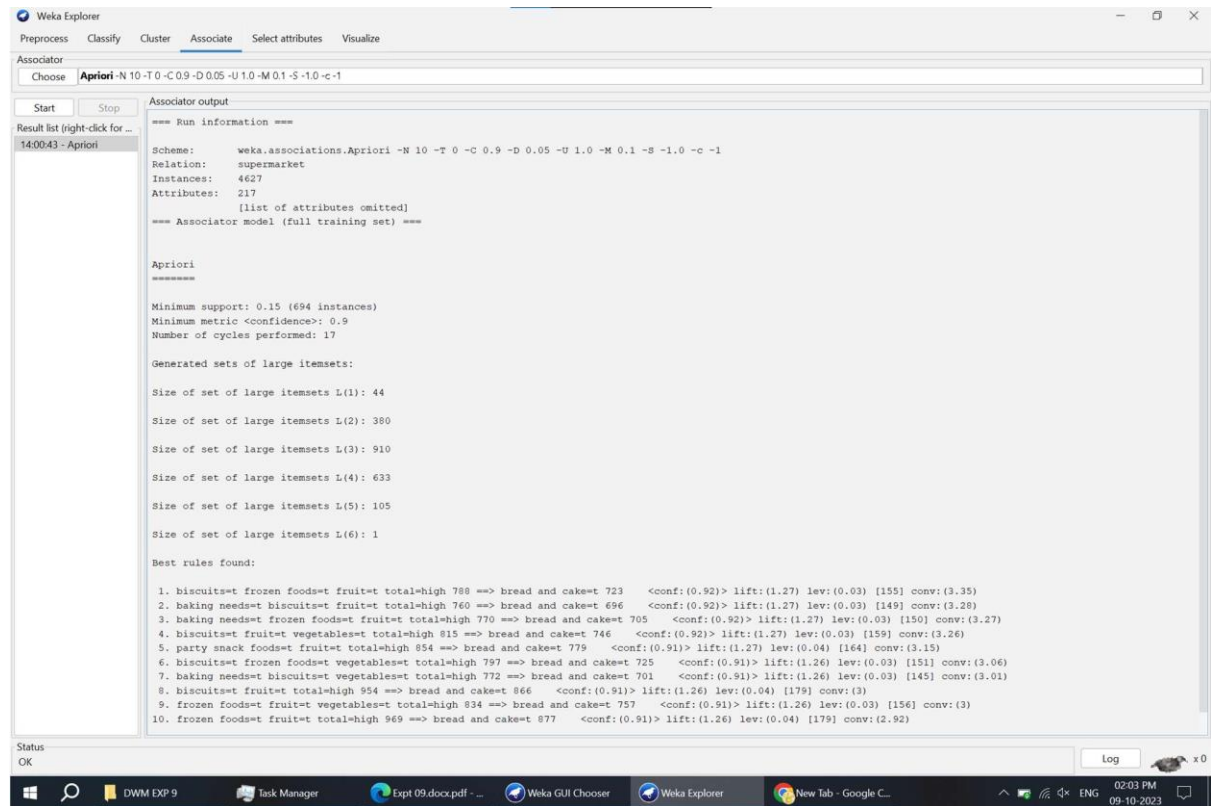 Weka Explorer
Preprocess Classify Cluster Associate Select attributes Visualize
Associator
Choose Apriori -N 10 -T 0 -C 0.9 -D 0.05 -U 1.0 -M 0.1 -S -1.0 -c -1
Start Stop
Result list (right-click for ...
14:00:43 - Apriori
Associator output
=== Run information ===
Scheme: weka.associations.Apriori -N 10 -T 0 -C 0.9 -D 0.05 -U 1.0 -M 0.1 -S -1.0 -c -1
Relation: supermarket
Instances: 4627
Attributes: 217
[list of attributes omitted]
=== Associator model (full training set) ===
Apriori
=======
Minimum support: 0.15 (694 instances)
Minimum metric <confidence>: 0.9
Number of cycles performed: 17
Generated sets of large itemsets:
Size of set of large itemsets L(1): 44
Size of set of large itemsets L(2): 380
Size of set of large itemsets L(3): 910
Size of set of large itemsets L(4): 633
Size of set of large itemsets L(5): 105
Size of set of large itemsets L(6): 1
Best rules found:
1. biscuits=t frozen foods=t fruit=t total=high 788 ==> bread and cake=t 723 <conf:(0.92)> lift:(1.27) lev:(0.03) [155] conv:(3.35)
2. baking needs=t biscuits=t fruit=t total=high 760 ==> bread and cake=t 696 <conf:(0.92)> lift:(1.27) lev:(0.03) [149] conv:(3.28)
3. baking needs=t frozen foods=t fruit=t total=high 770 ==> bread and cake=t 705 <conf:(0.92)> lift:(1.27) lev:(0.03) [150] conv:(3.27)
4. biscuits=t fruit=t vegetables=t total=high 815 ==> bread and cake=t 746 <conf:(0.92)> lift:(1.27) lev:(0.03) [159] conv:(3.26)
5. party snack foods=t fruit=t total=high 854 ==> bread and cake=t 779 <conf:(0.91)> lift:(1.27) lev:(0.04) [164] conv:(3.15)
6. biscuits=t frozen foods=t vegetables=t total=high 797 ==> bread and cake=t 725 <conf:(0.91)> lift:(1.26) lev:(0.03) [151] conv:(3.06)
7. baking needs=t biscuits=t vegetables=t total=high 772 ==> bread and cake=t 701 <conf:(0.91)> lift:(1.26) lev:(0.03) [145] conv:(3.01)
8. biscuits=t fruit=t total=high 954 ==> bread and cake=t 866 <conf:(0.91)> lift:(1.26) lev:(0.04) [179] conv:(3)
9. frozen foods=t fruit=t vegetables=t total=high 834 ==> bread and cake=t 757 <conf:(0.91)> lift:(1.26) lev:(0.03) [156] conv:(3)
10. frozen foods=t fruit=t total=high 969 ==> bread and cake=t 877 <conf:(0.91)> lift:(1.26) lev:(0.04) [179] conv:(2.92)
Status
OK
Log x 0
DWM EXP 9 Task Manager Expt 09.docx.pdf - ... Weka GUI Chooser Weka Explorer New Tab - Google C... ENG 02:03 PM
09-10-2023